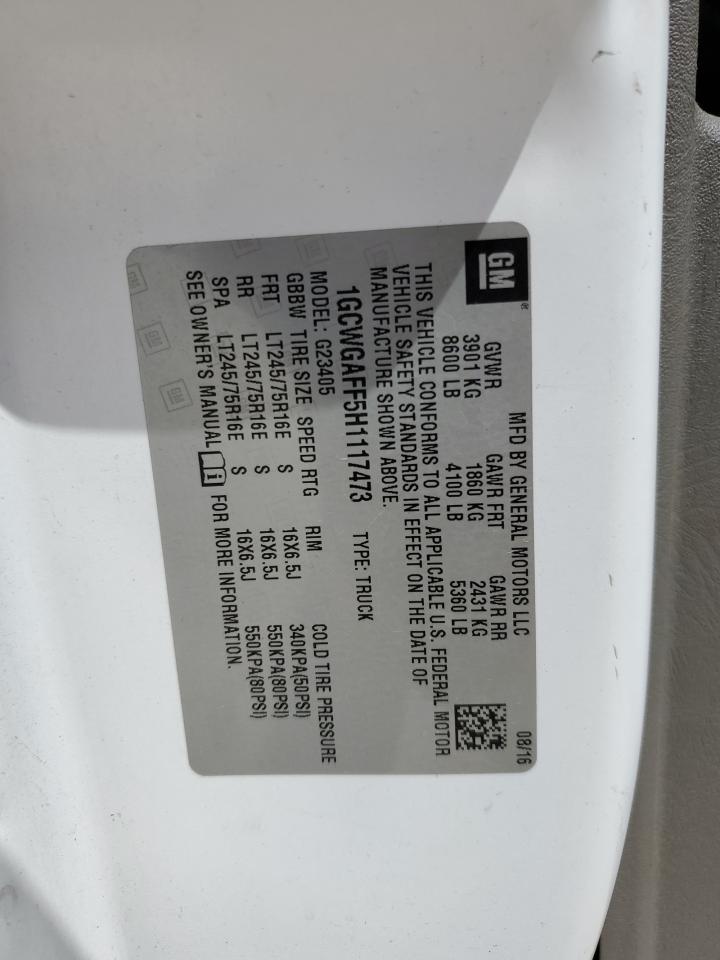 GM ®
MFD BY GENERAL MOTORS LLC 08/16
GVWR GAWR FRT GAWR RR
3901 KG 1860 KG 2431 KG
8600 LB 4100 LB 5360 LB
THIS VEHICLE CONFORMS TO ALL APPLICABLE U.S. FEDERAL MOTOR
VEHICLE SAFETY STANDARDS IN EFFECT ON THE DATE OF
MANUFACTURE SHOWN ABOVE.
1GCWGAFF5H1117473 TYPE: TRUCK
MODEL: G23405
GBBW TIRE SIZE SPEED RTG RIM COLD TIRE PRESSURE
FRT LT245/75R16E S 16X6.5J 340KPA(50PSI)
RR LT245/75R16E S 16X6.5J 550KPA(80PSI)
SPA LT245/75R16E S 16X6.5J 550KPA(80PSI)
SEE OWNER'S MANUAL i FOR MORE INFORMATION.